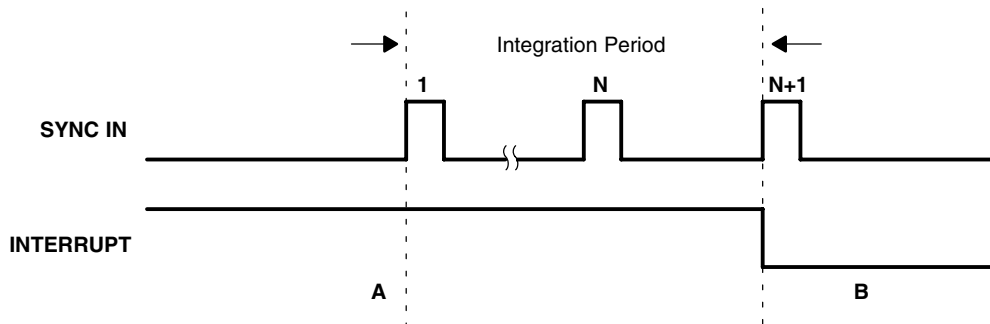 Integration Period
1
N
N+1
SYNC IN
INTERRUPT
A
B